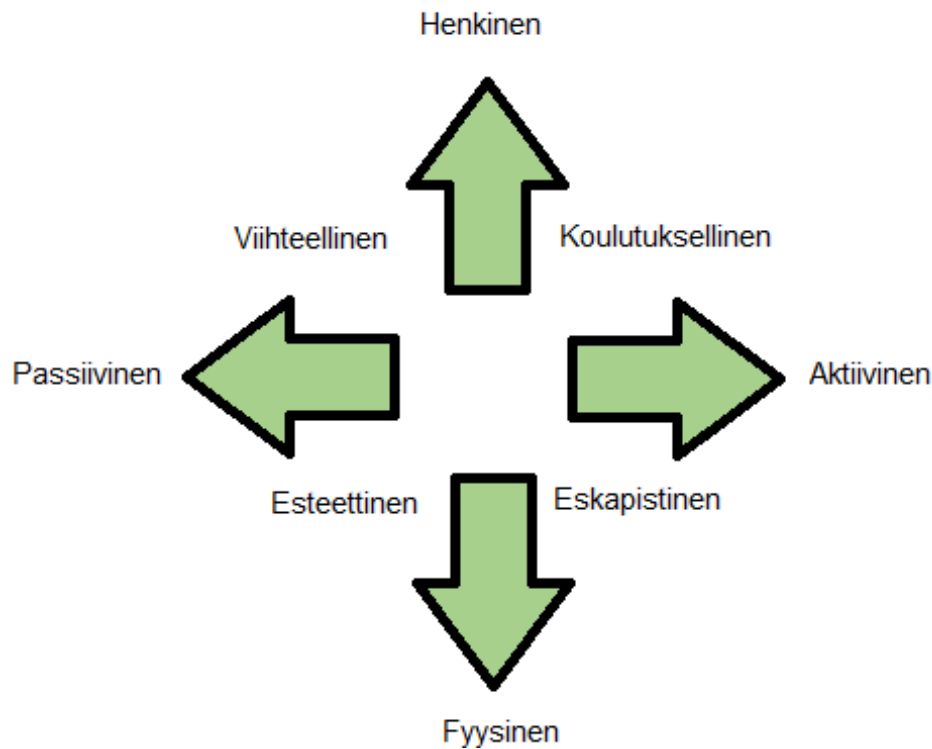 Henkinen
Viihteellinen
Koulutuksellinen
Passiivinen
Aktiivinen
Esteettinen
Eskapistinen
Fyysinen